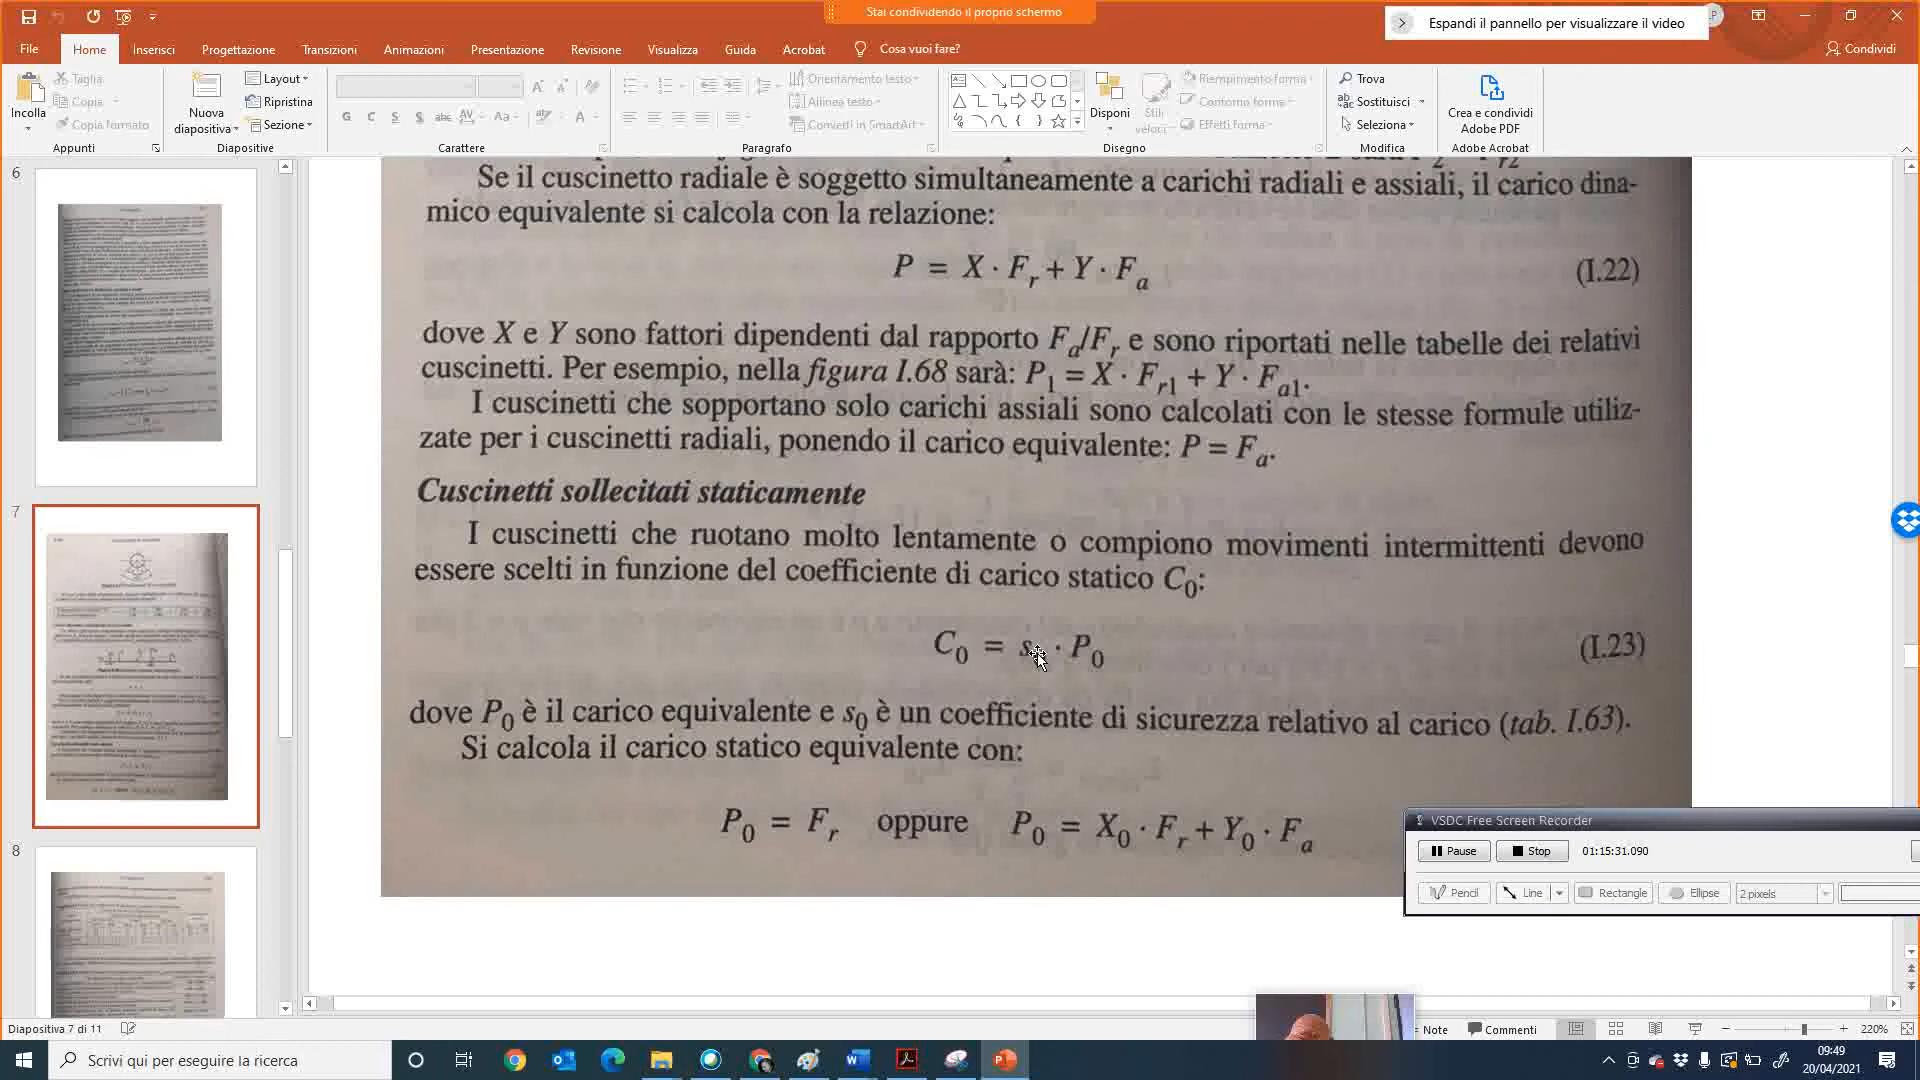 Stai condividendo il proprio schermo
Espandi il pannello per visualizzare il video
File Home Inserisci Progettazione Transizioni Animazioni Presentazione Revisione Visualizza Guida Acrobat Cosa vuoi fare? Condividi
Incolla
Taglia
Copia
Copia formato
Appunti
Nuova
diapositiva
Layout
Ripristina
Sezione
Diapositive
G C S S abc AV Aa A
Carattere
Orientamento testo
Allinea testo
Converti in SmartArt
Paragrafo
Disponi
Stili
veloci
Riempimento forma
Contorno forma
Effetti forma
Disegno
Trova
Sostituisci
Seleziona
Modifica
Crea e condividi
Adobe PDF
Adobe Acrobat
6
7
8
Se il cuscinetto radiale è soggetto simultaneamente a carichi radiali e assiali, il carico dina-
mico equivalente si calcola con la relazione:
P = X · Fr + Y · Fa (I.22)
dove X e Y sono fattori dipendenti dal rapporto Fa/Fr e sono riportati nelle tabelle dei relativi
cuscinetti. Per esempio, nella figura I.68 sarà: P1 = X · Fr1 + Y · Fa1.
I cuscinetti che sopportano solo carichi assiali sono calcolati con le stesse formule utiliz-
zate per i cuscinetti radiali, ponendo il carico equivalente: P = Fa.
Cuscinetti sollecitati staticamente
I cuscinetti che ruotano molto lentamente o compiono movimenti intermittenti devono
essere scelti in funzione del coefficiente di carico statico C0:
C0 = s0 · P0 (I.23)
dove P0 è il carico equivalente e s0 è un coefficiente di sicurezza relativo al carico (tab. I.63).
Si calcola il carico statico equivalente con:
P0 = Fr oppure P0 = X0 · Fr + Y0 · Fa
VSDC Free Screen Recorder
Pause Stop 01:15:31.090
Pencil Line Rectangle Ellipse 2 pixels
Diapositiva 7 di 11
Note Commenti 220%
Scrivi qui per eseguire la ricerca
09:49
20/04/2021